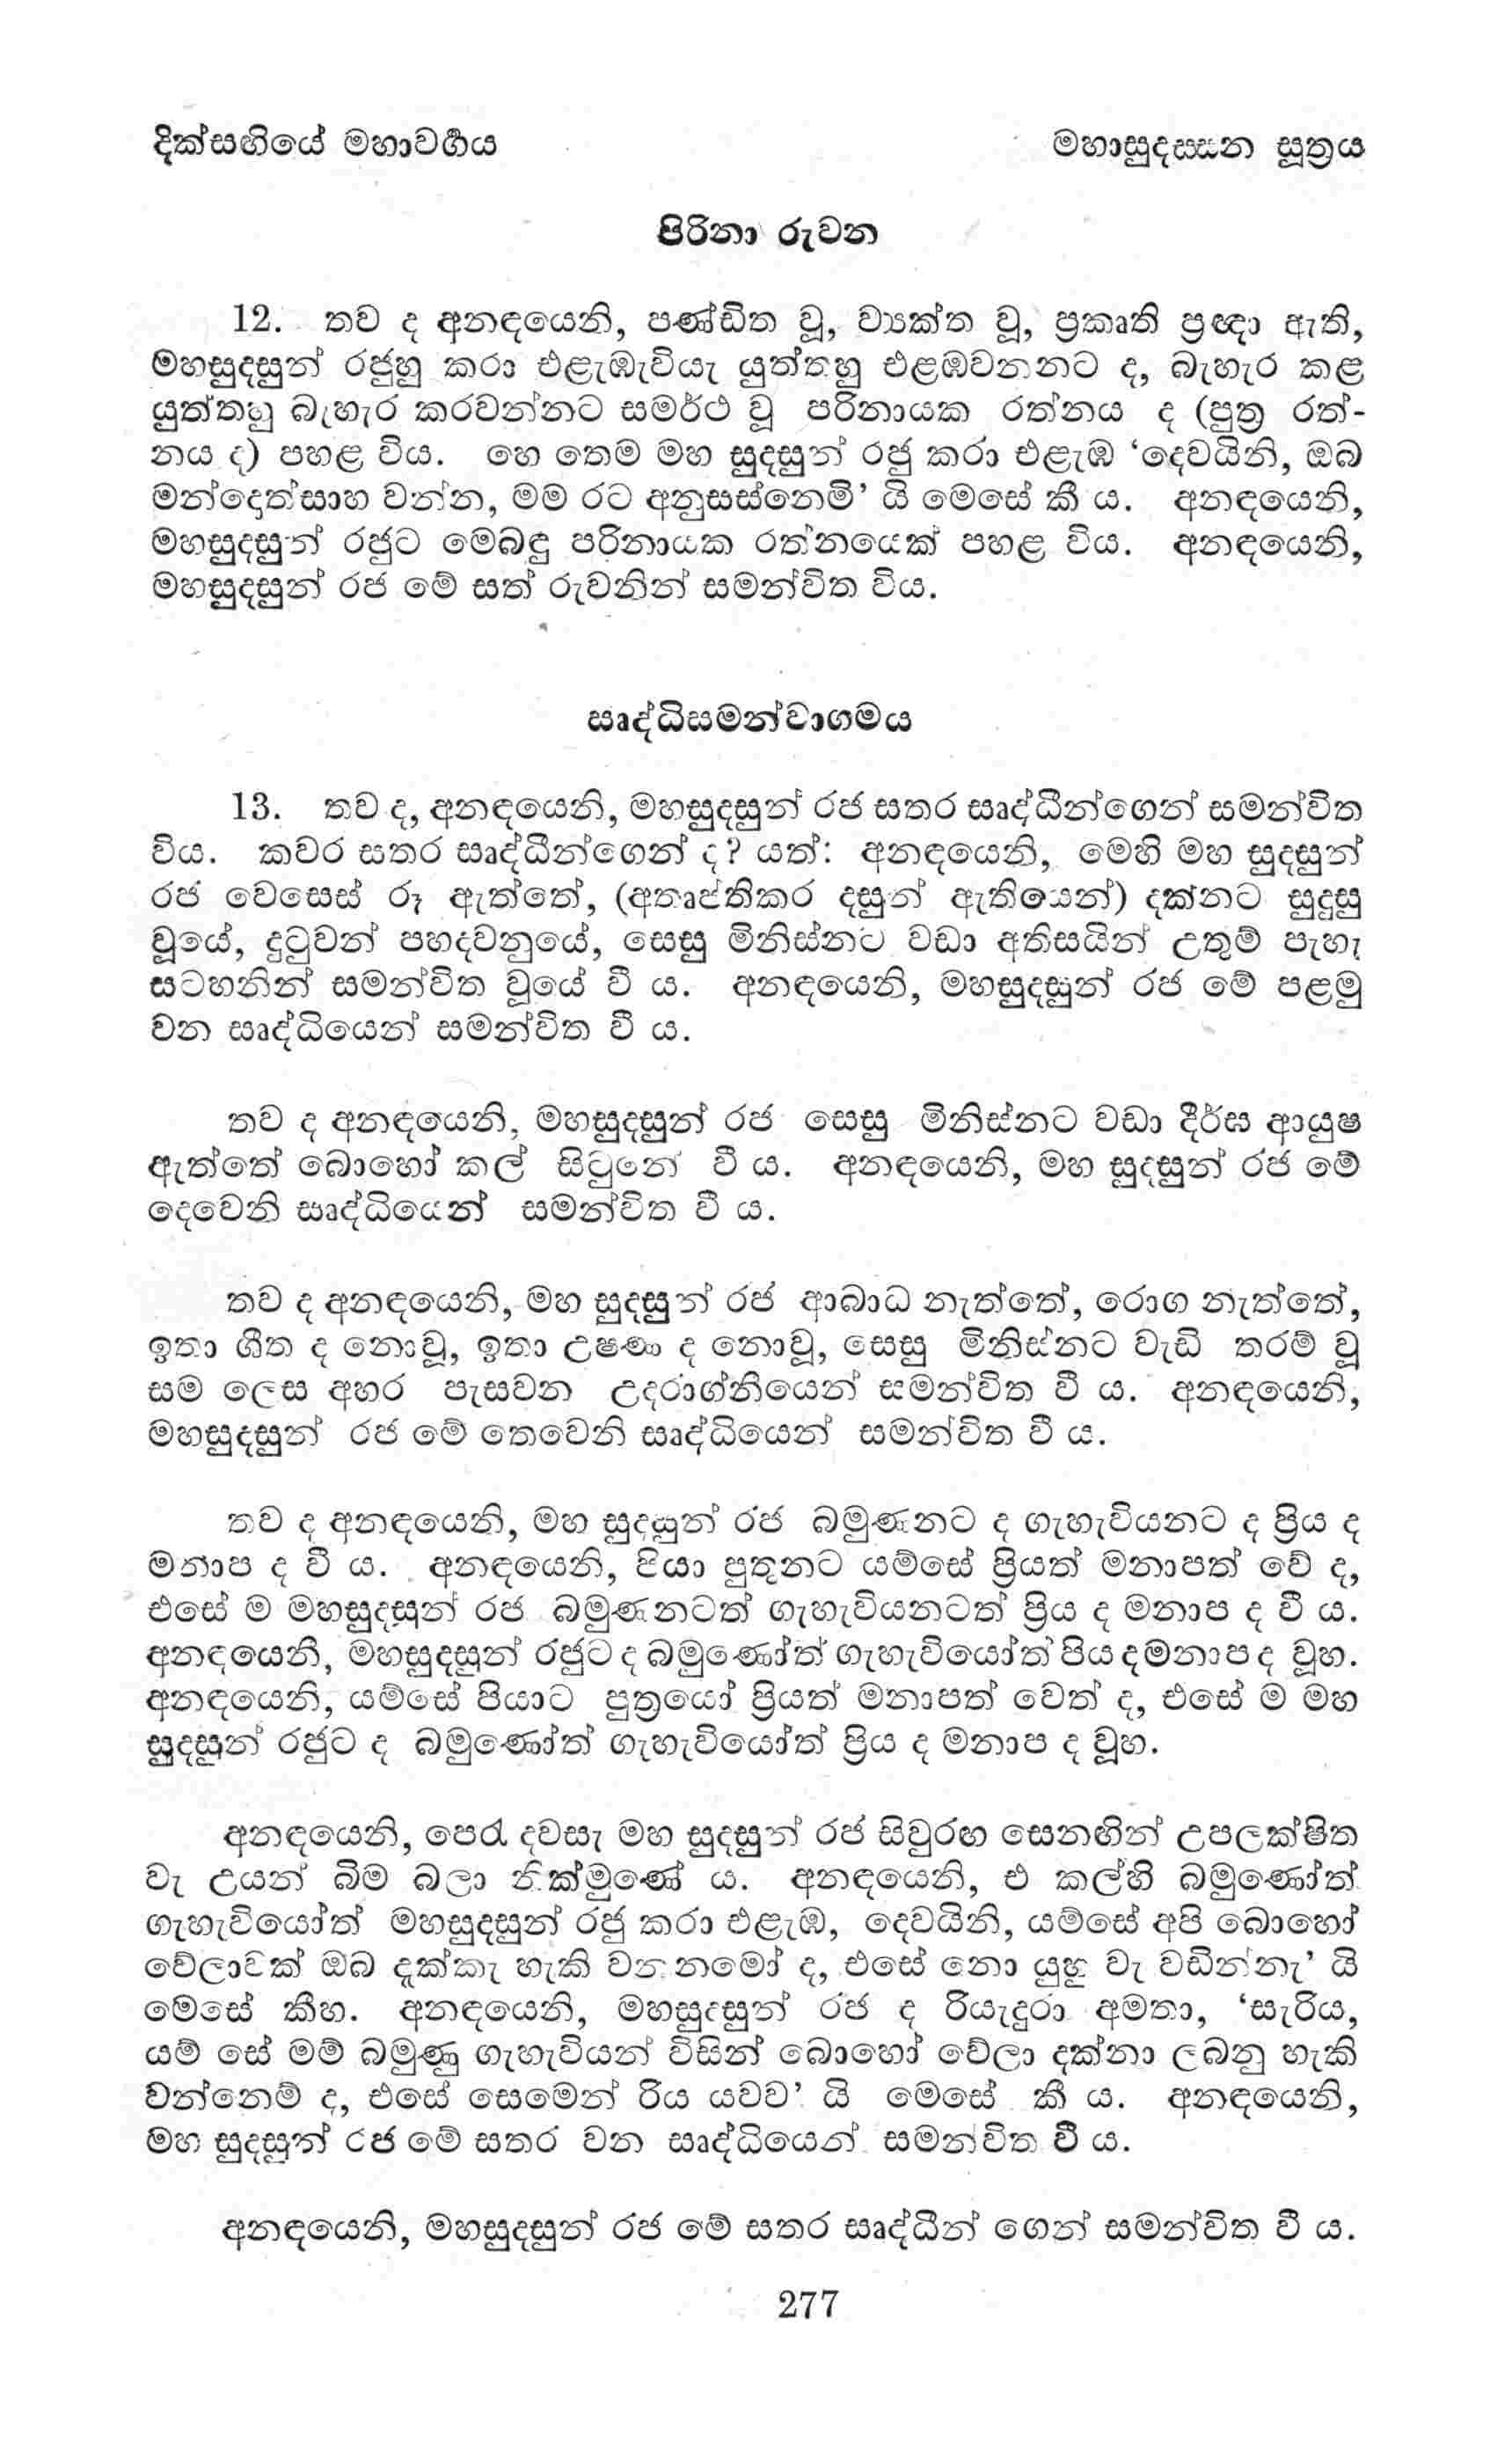 දික්සඟියේ මහාවර්‍ගය
මහාසුදස්සන සූත්‍රය
පිරිනා රුවන
12. තව ද අනඳයෙනි, පණ්ඩිත වූ, ව්‍යක්ත වූ, ප්‍රකෘති ප්‍රඥා ඇති,
මහසුදසුන් රජුහු කරා එළැඹැවියැ යුත්තහු එළඹවනනට ද, බැහැර කළ
යුත්තහු බැහැර කරවන්නට සමර්ථ වූ පරිනායක රත්නය ද (පුත්‍ර රත්-
නය ද) පහළ විය. හෙ තෙම මහ සුදසුන් රජු කරා එළැඹ ‘දෙවයිනි, ඔබ
මන්දොත්සාහ වන්න, මම රට අනුසස්නෙමි’ යි මෙසේ කී ය. අනඳයෙනි,
මහසුදසුන් රජුට මෙබඳු පරිනායක රත්නයෙක් පහළ විය. අනඳයෙනි,
මහසුදසුන් රජ මේ සත් රුවනින් සමන්විත විය.
සෘද්ධිසමන්වාගමය
13. තව ද, අනඳයෙනි, මහසුදසුන් රජ සතර සෘද්ධීන්ගෙන් සමන්විත
විය. කවර සතර සෘද්ධීන්ගෙන් ද? යත්: අනඳයෙනි, මෙහි මහ සුදසුන්
රජ වෙසෙස් රූ ඇත්තේ, (අතෘප්තිකර දසුන් ඇතියෙන්) දක්නට සුදුසු
වූයේ, දුටුවන් පහදවනුයේ, සෙසු මිනිස්නට වඩා අතිසයින් උතුම් පැහැ
සටහනින් සමන්විත වූයේ වී ය. අනඳයෙනි, මහසුදසුන් රජ මේ පළමු
වන සෘද්ධියෙන් සමන්විත වී ය.
තව ද අනඳයෙනි, මහසුදසුන් රජ සෙසු මිනිස්නට වඩා දීර්ඝ ආයුෂ
ඇත්තේ බොහෝ කල් සිටුනේ වී ය. අනඳයෙනි, මහ සුදසුන් රජ මේ
දෙවෙනි සෘද්ධියෙන් සමන්විත වී ය.
තව ද අනඳයෙනි, මහ සුදසුන් රජ ආබාධ නැත්තේ, රොග නැත්තේ,
ඉතා ශීත ද නොවූ, ඉතා උෂණ ද නොවූ, සෙසු මිනිස්නට වැඩි තරම් වූ
සම ලෙස අහර පැසවන උදරාග්නියෙන් සමන්විත වී ය. අනඳයෙනි,
මහසුදසුන් රජ මේ තෙවෙනි සෘද්ධියෙන් සමන්විත වී ය.
තව ද අනඳයෙනි, මහ සුදසුන් රජ බමුණනට ද ගැහැවියනට ද ප්‍රිය ද
මනාප ද වී ය. අනඳයෙනි, පියා පුතුනට යම්සේ ප්‍රියත් මනාපත් වේ ද,
එසේ ම මහසුදසුන් රජ බමුණනටත් ගැහැවියනටත් ප්‍රිය ද මනාප ද වී ය.
අනඳයෙනි, මහසුදසුන් රජුට ද බමුණෝත් ගැහැවියෝත් පිය ද මනාප ද වූහ.
අනඳයෙනි, යම්සේ පියාට පුත්‍රයෝ ප්‍රියත් මනාපත් වෙත් ද, එසේ ම මහ
සුදසුන් රජුට ද බමුණෝත් ගැහැවියෝත් ප්‍රිය ද මනාප ද වූහ.
අනඳයෙනි, පෙරැ දවසැ මහ සුදසුන් රජ සිවුරඟ සෙනඟින් උපලක්ෂිත
වැ උයන් බිම බලා නික්මුණේ ය. අනඳයෙනි, එ කල්හි බමුණෝත්
ගැහැවියෝත් මහසුදසුන් රජු කරා එළැඹ, දෙවයිනි, යම්සේ අපි බොහෝ
වේලාවක් ඔබ දැක්කැ හැකි වනනමෝ ද, එසේ නො යුහු වැ වඩින්නැ’ යි
මෙසේ කීහ. අනඳයෙනි, මහසුදසුන් රජ ද රියැදුරා අමතා, ‘සැරිය,
යම් සේ මම් බමුණු ගැහැවියන් විසින් බොහෝ වේලා දක්නා ලබනු හැකි
වන්නෙම් ද, එසේ සෙමෙන් රිය යවව’ යි මෙසේ කී ය. අනඳයෙනි,
මහ සුදසුන් රජ මේ සතර වන සෘද්ධියෙන් සමන්විත වී ය.
අනඳයෙනි, මහසුදසුන් රජ මේ සතර සෘද්ධීන් ගෙන් සමන්විත වී ය.
277